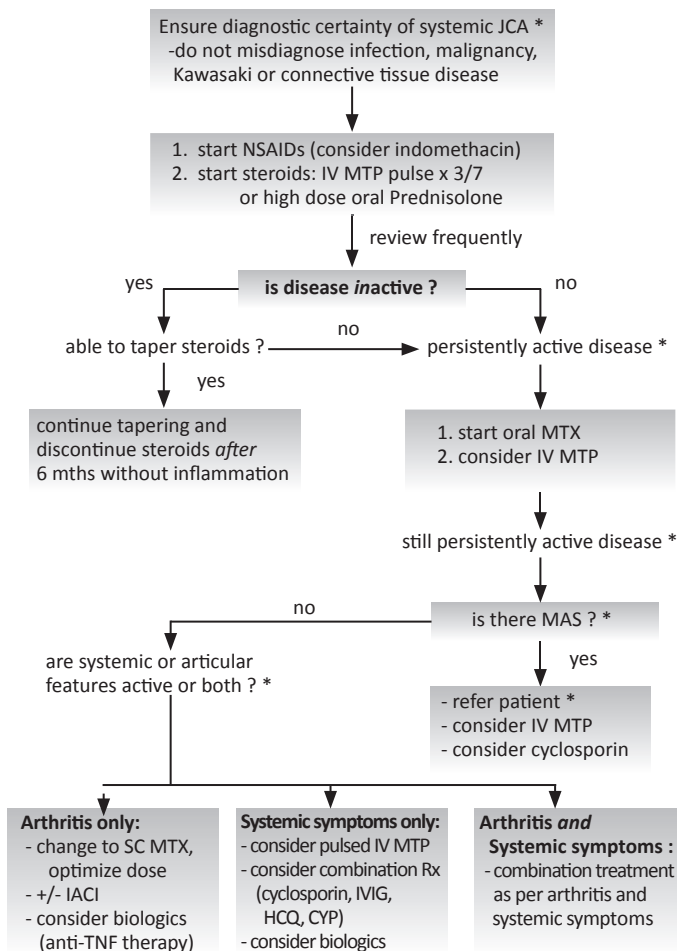 Ensure diagnostic certainty of systemic JCA *
-do not misdiagnose infection, malignancy,
Kawasaki or connective tissue disease
1. start NSAIDs (consider indomethacin)
2. start steroids: IV MTP pulse x 3/7
or high dose oral Prednisolone
review frequently
yes
is disease inactive ?
no
able to taper steroids ?
no
persistently active disease *
yes
continue tapering and
discontinue steroids after
6 mths without inflammation
1. start oral MTX
2. consider IV MTP
still persistently active disease *
no
is there MAS ? *
are systemic or articular
features active or both ? *
yes
- refer patient *
- consider IV MTP
- consider cyclosporin
Arthritis only:
- change to SC MTX,
optimize dose
- +/- IACI
- consider biologics
(anti-TNF therapy)
Systemic symptoms only:
- consider pulsed IV MTP
- consider combination Rx
(cyclosporin, IVIG,
HCQ, CYP)
- consider biologics
Arthritis and
Systemic symptoms :
- combination treatment
as per arthritis and
systemic symptoms